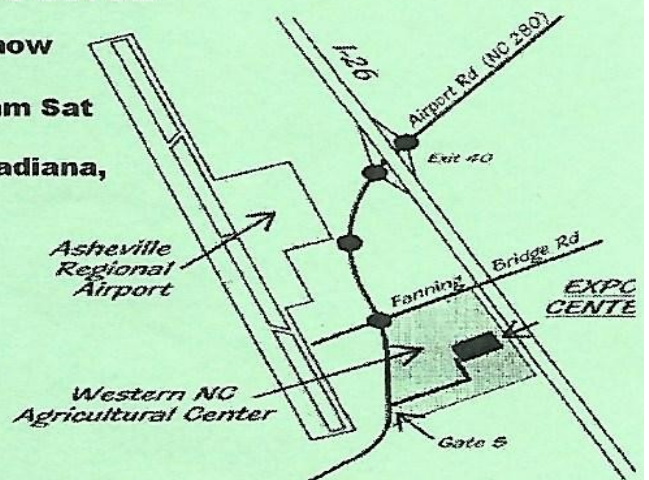 now
am Sat
adiana,
I-26
Airport Rd (NC 280)
Exit 40
Asheville
Regional
Airport
Fanning Bridge Rd
EXPO
CENTE
Western NC
Agricultural Center
Gate 5